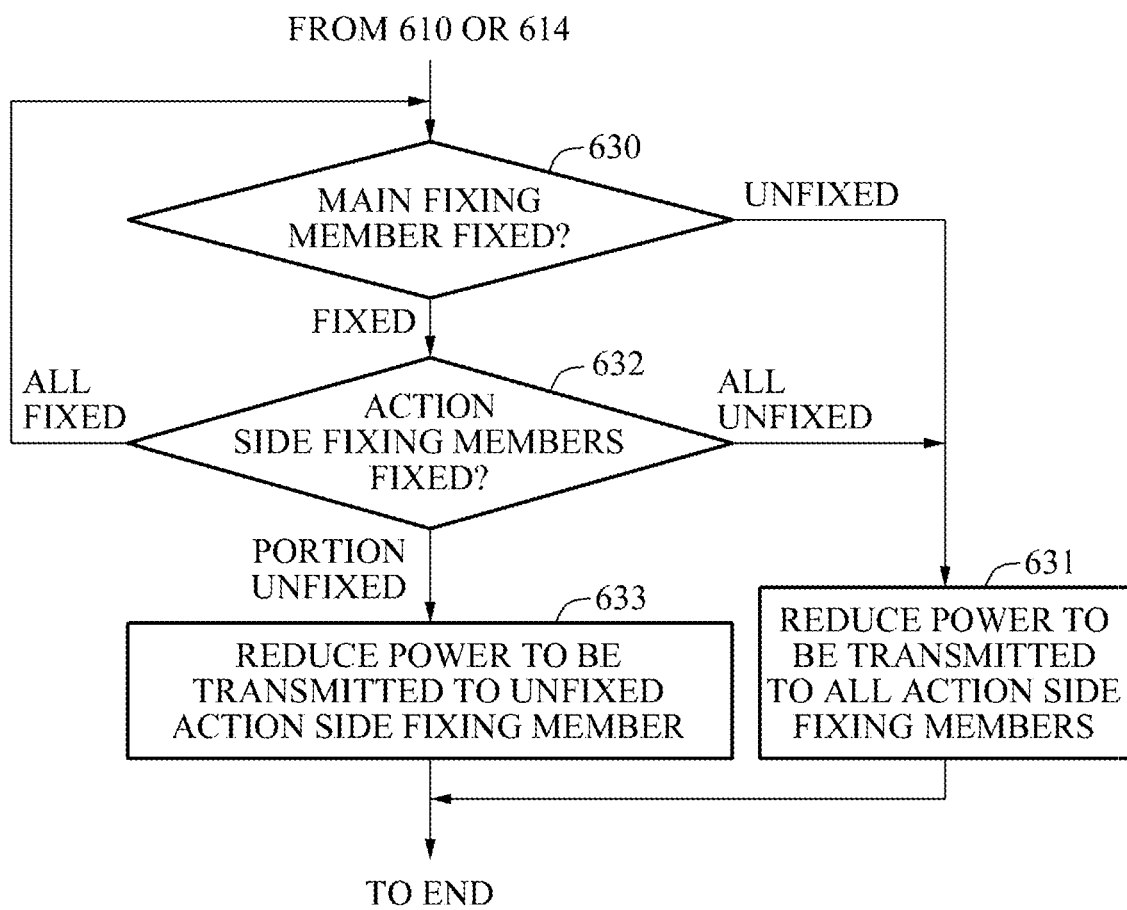 FROM 610 OR 614
630
MAIN FIXING
MEMBER FIXED?
UNFIXED
FIXED
632
ALL
FIXED
ACTION
SIDE FIXING MEMBERS
FIXED?
ALL
UNFIXED
PORTION
UNFIXED
633
REDUCE POWER TO BE
TRANSMITTED TO UNFIXED
ACTION SIDE FIXING MEMBER
631
REDUCE POWER TO
BE TRANSMITTED
TO ALL ACTION SIDE
FIXING MEMBERS
TO END